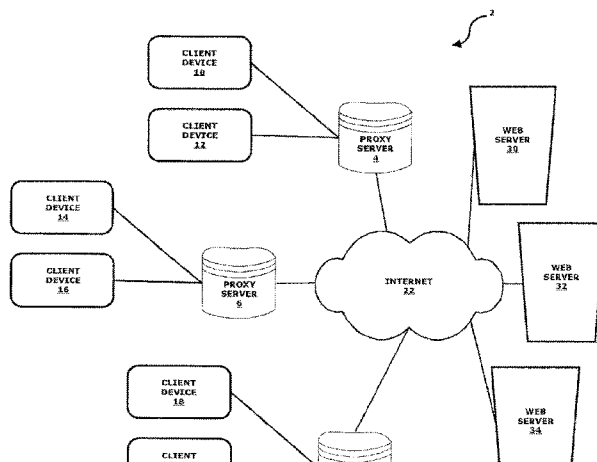 2
CLIENT
DEVICE
10
CLIENT
DEVICE
12
PROXY
SERVER
4
WEB
SERVER
30
CLIENT
DEVICE
14
CLIENT
DEVICE
16
PROXY
SERVER
6
INTERNET
22
WEB
SERVER
32
CLIENT
DEVICE
18
CLIENT
WEB
SERVER
34